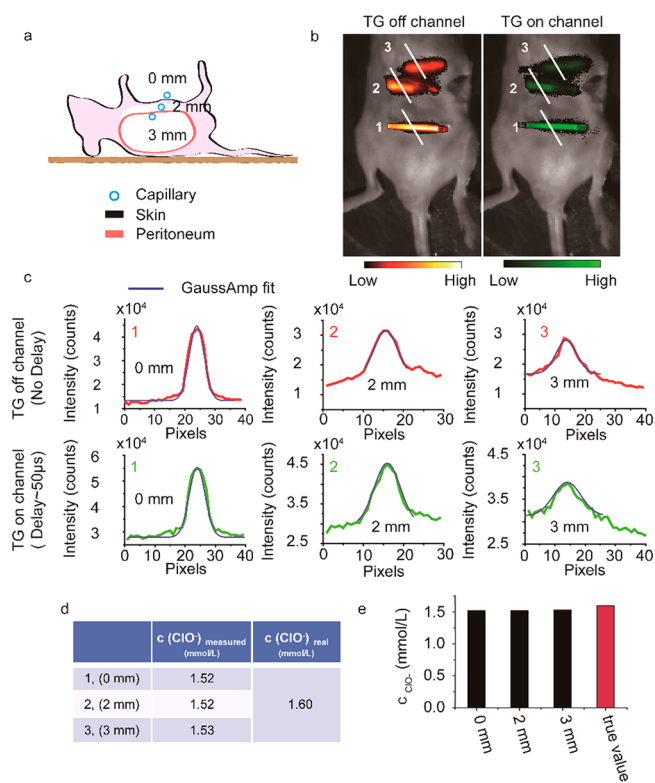 a
0 mm
2 mm
3 mm
Capillary
Skin
Peritoneum
b
TG off channel
TG on channel
3
2
1
3
2
1
Low
High
Low
High
c
GaussAmp fit
TG off channel
(No Delay)
x10⁴
Intensity (counts)
4
3
2
1
1
0 mm
0 10 20 30 40
Pixels
x10⁴
Intensity (counts)
3
2
1
2
2 mm
0 10 20 30
Pixels
x10⁴
Intensity (counts)
3
2
1
3
3 mm
0 10 20 30 40
Pixels
TG on channel
( Delay~50μs)
x10⁴
Intensity (counts)
6
5
4
3
1
0 mm
0 10 20 30 40
Pixels
x10⁴
Intensity (counts)
4.5
3.5
2.5
2
2 mm
0 10 20 30
Pixels
x10⁴
Intensity (counts)
4.5
3.5
2.5
3
3 mm
0 10 20 30 40
Pixels
d
c (ClO⁻) measured
(mmol/L)
c (ClO⁻) real
(mmol/L)
1, (0 mm) 1.52
2, (2 mm) 1.52
3, (3 mm) 1.53
1.60
e
c ClO- (mmol/L)
1.5
1.0
0.5
0.0
0 mm
2 mm
3 mm
true value